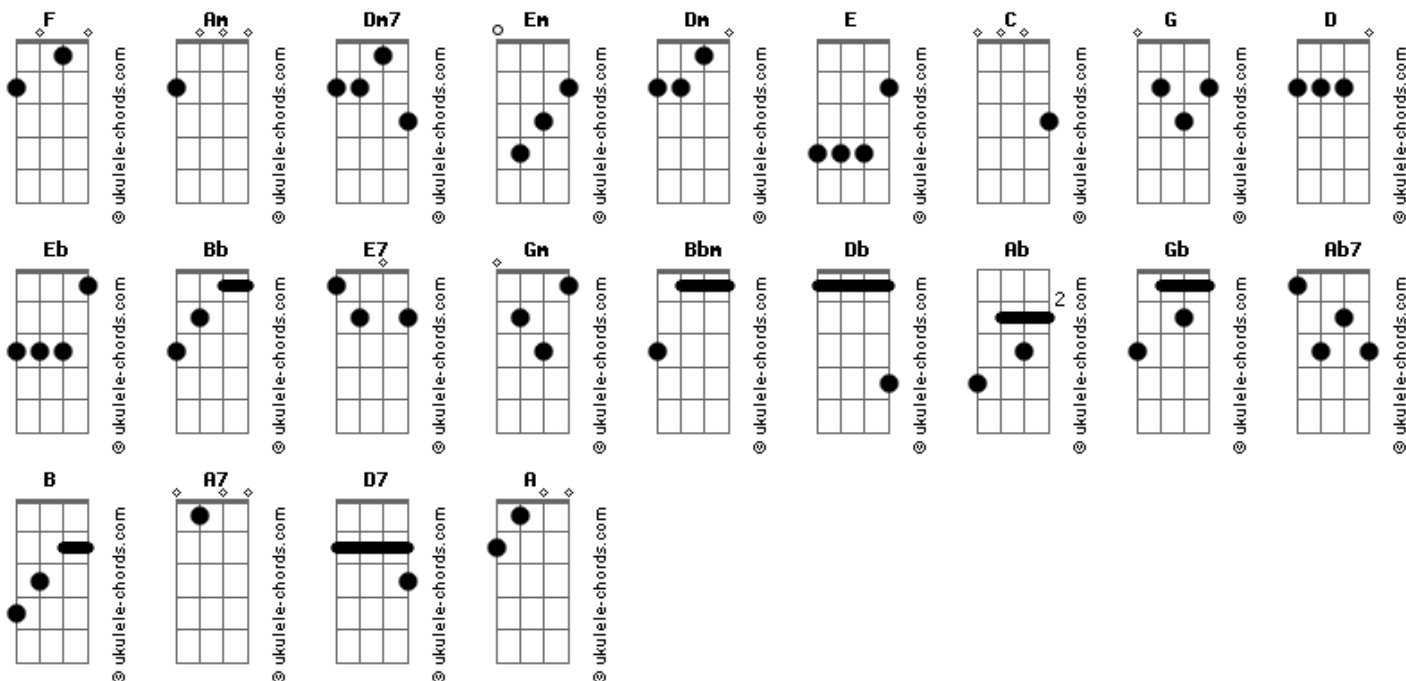 F Am Dm7 Em Dm E C G D
© ukulele-chords.com © ukulele-chords.com © ukulele-chords.com © ukulele-chords.com © ukulele-chords.com © ukulele-chords.com © ukulele-chords.com © ukulele-chords.com © ukulele-chords.com
Eb Bb E7 Gm Bbm Db Ab Gb Ab7
2
© ukulele-chords.com © ukulele-chords.com © ukulele-chords.com © ukulele-chords.com © ukulele-chords.com © ukulele-chords.com © ukulele-chords.com © ukulele-chords.com © ukulele-chords.com
B A7 D7 A
© ukulele-chords.com © ukulele-chords.com © ukulele-chords.com © ukulele-chords.com